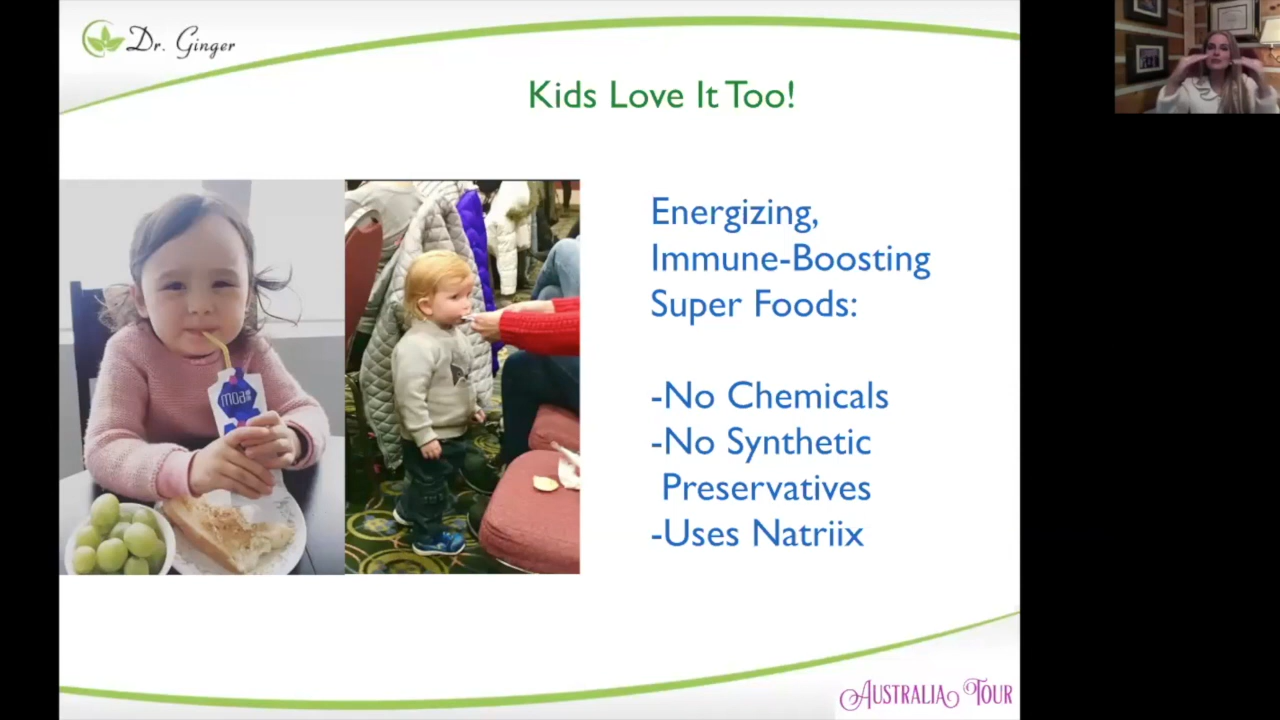 Dr. Ginger
Kids Love It Too!
Energizing,
Immune-Boosting
Super Foods:
-No Chemicals
-No Synthetic
Preservatives
-Uses Natriix
moa
AUSTRALIA TOUR